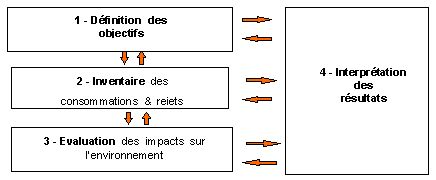 1 - Définition des
objectifs
2 - Inventaire des
consommations & rejets
3 - Evaluation des impacts sur
l'environnement
4 - Interprétation
des
résultats